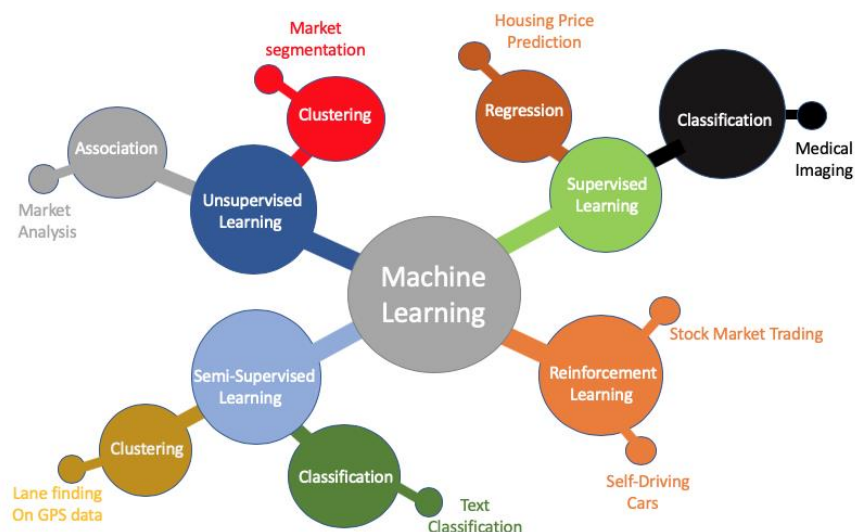 Market
segmentation
Clustering
Association
Market
Analysis
Unsupervised
Learning
Housing Price
Prediction
Regression
Classification
Medical
Imaging
Supervised
Learning
Machine
Learning
Semi-Supervised
Learning
Clustering
Lane finding
On GPS data
Classification
Text
Classification
Reinforcement
Learning
Stock Market Trading
Self-Driving
Cars